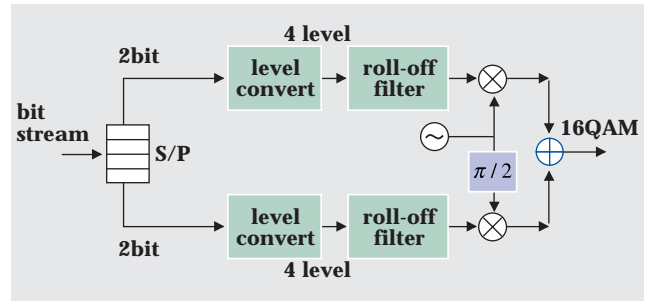 4 level
2bit
level
convert
roll-off
filter
bit
stream
S/P
16QAM
π / 2
level
convert
roll-off
filter
2bit
4 level